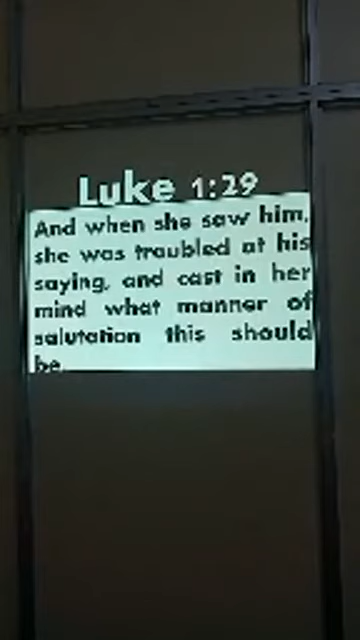 Luke 1:29
And when she saw him,
she was troubled at his
saying, and cast in her
mind what manner of
salutation this should
be.